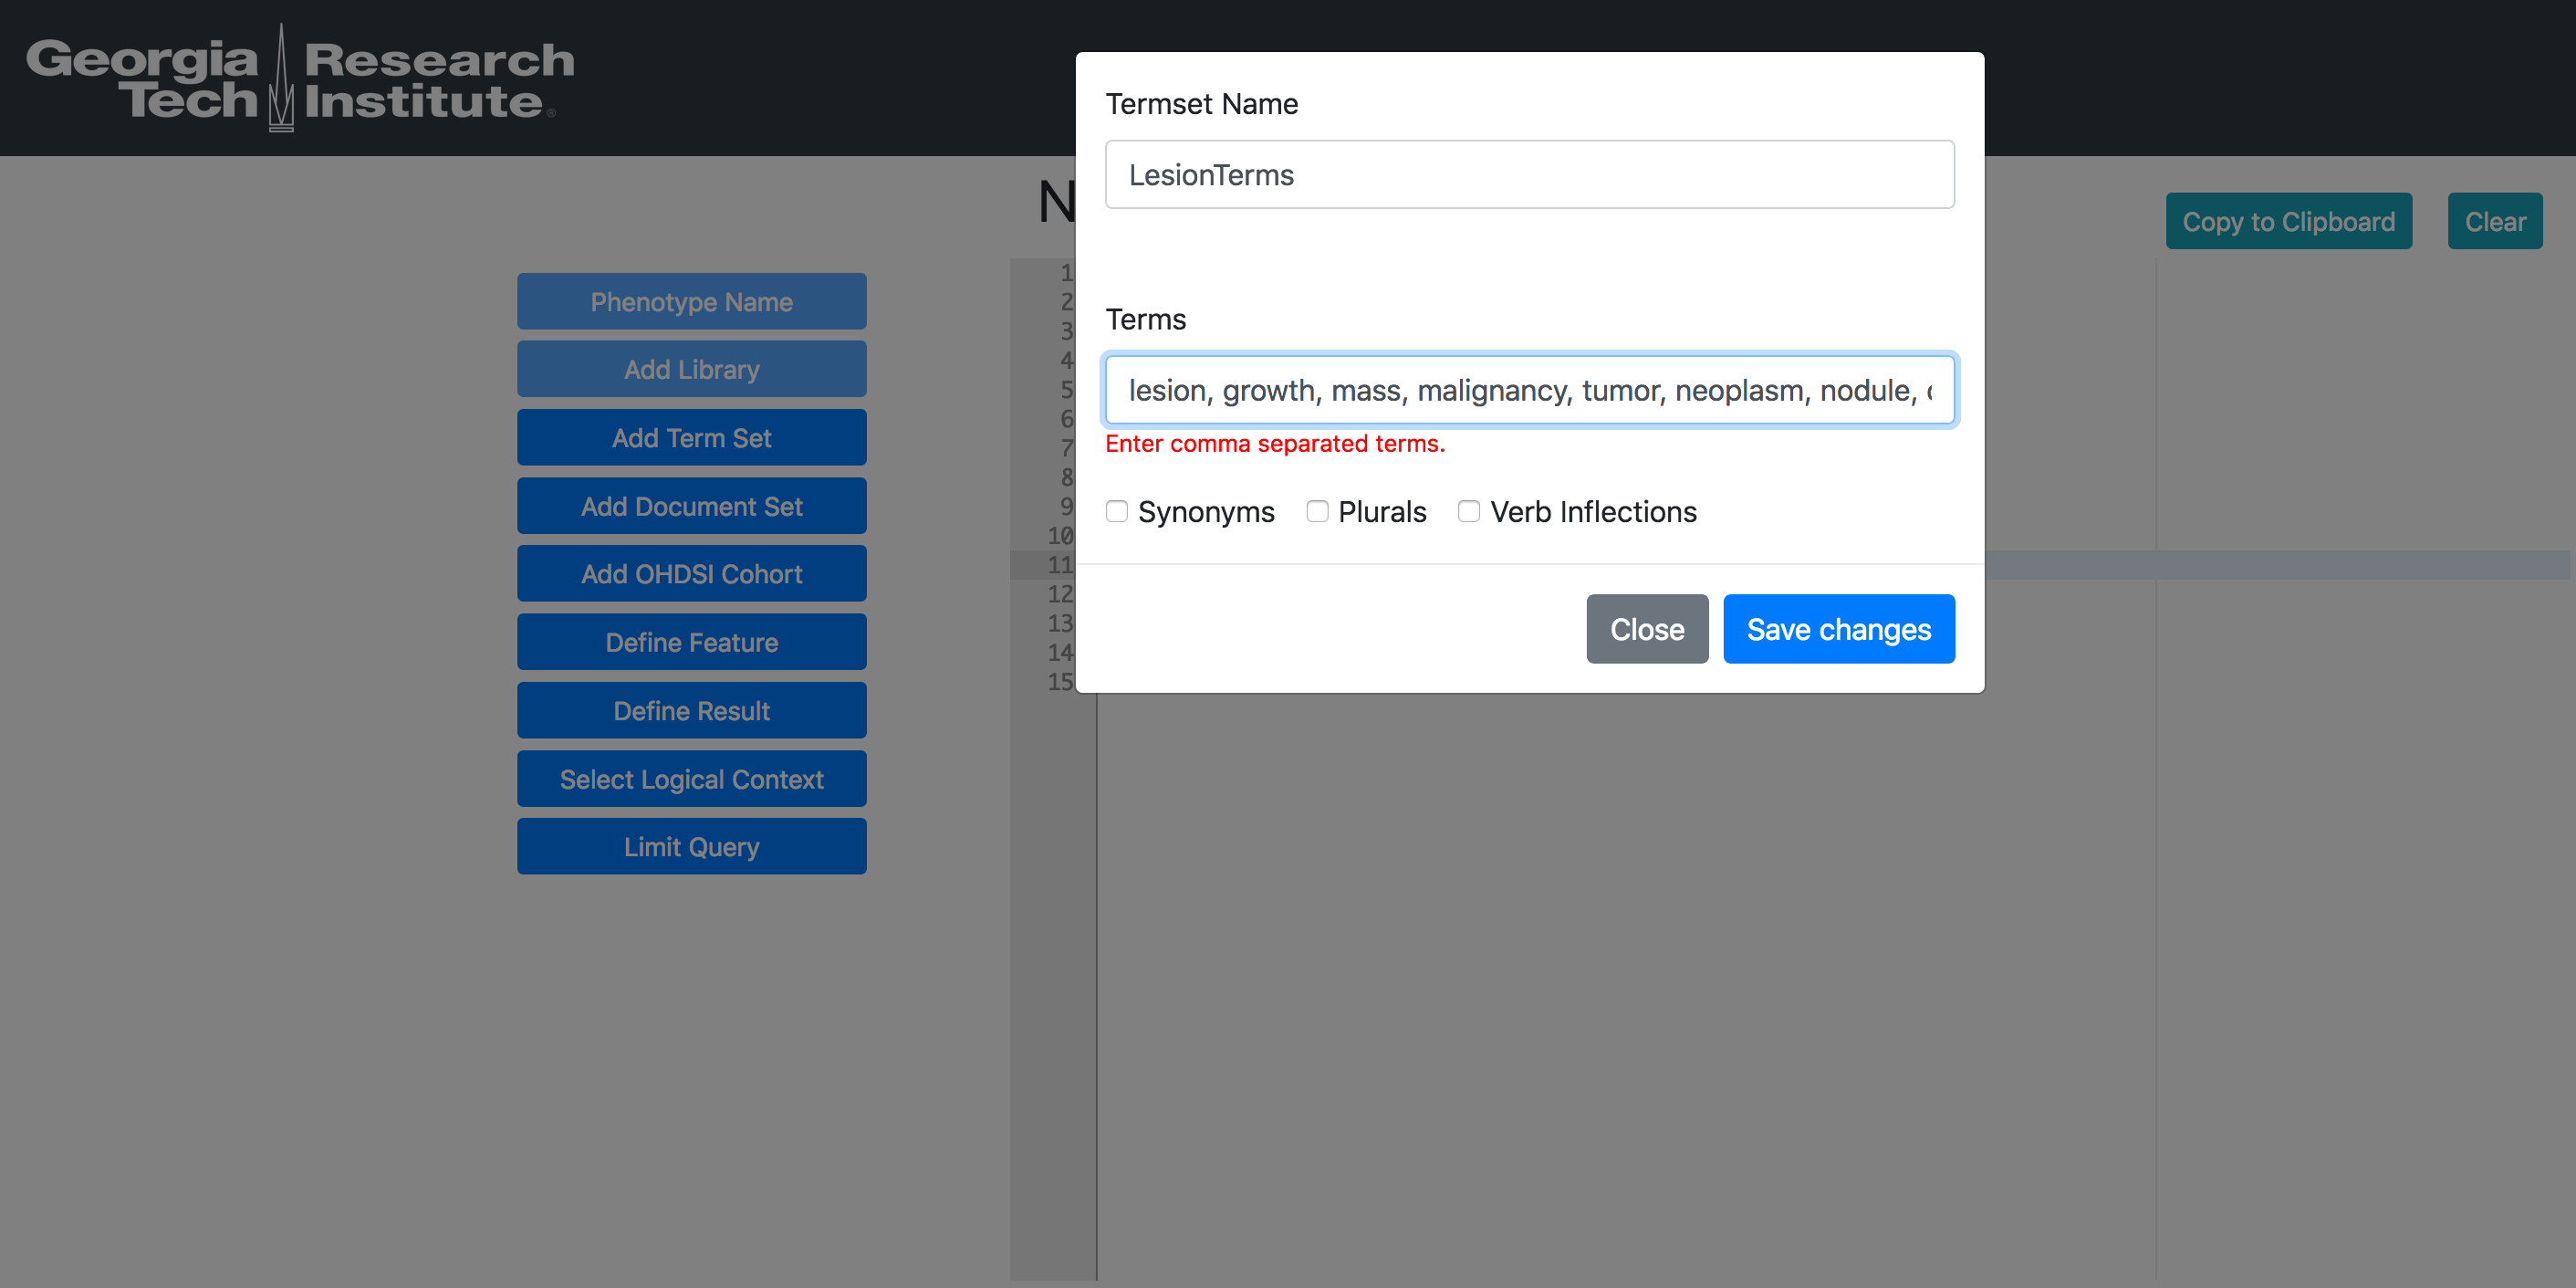 Georgia Tech Research Institute®
Termset Name
LesionTerms
N
Copy to Clipboard
Clear
Phenotype Name
Add Library
Add Term Set
Add Document Set
Add OHDSI Cohort
Define Feature
Define Result
Select Logical Context
Limit Query
1
2
3
4
5
6
7
8
9
10
11
12
13
14
15
Terms
lesion, growth, mass, malignancy, tumor, neoplasm, nodule,
Enter comma separated terms.
Synonyms
Plurals
Verb Inflections
Close
Save changes